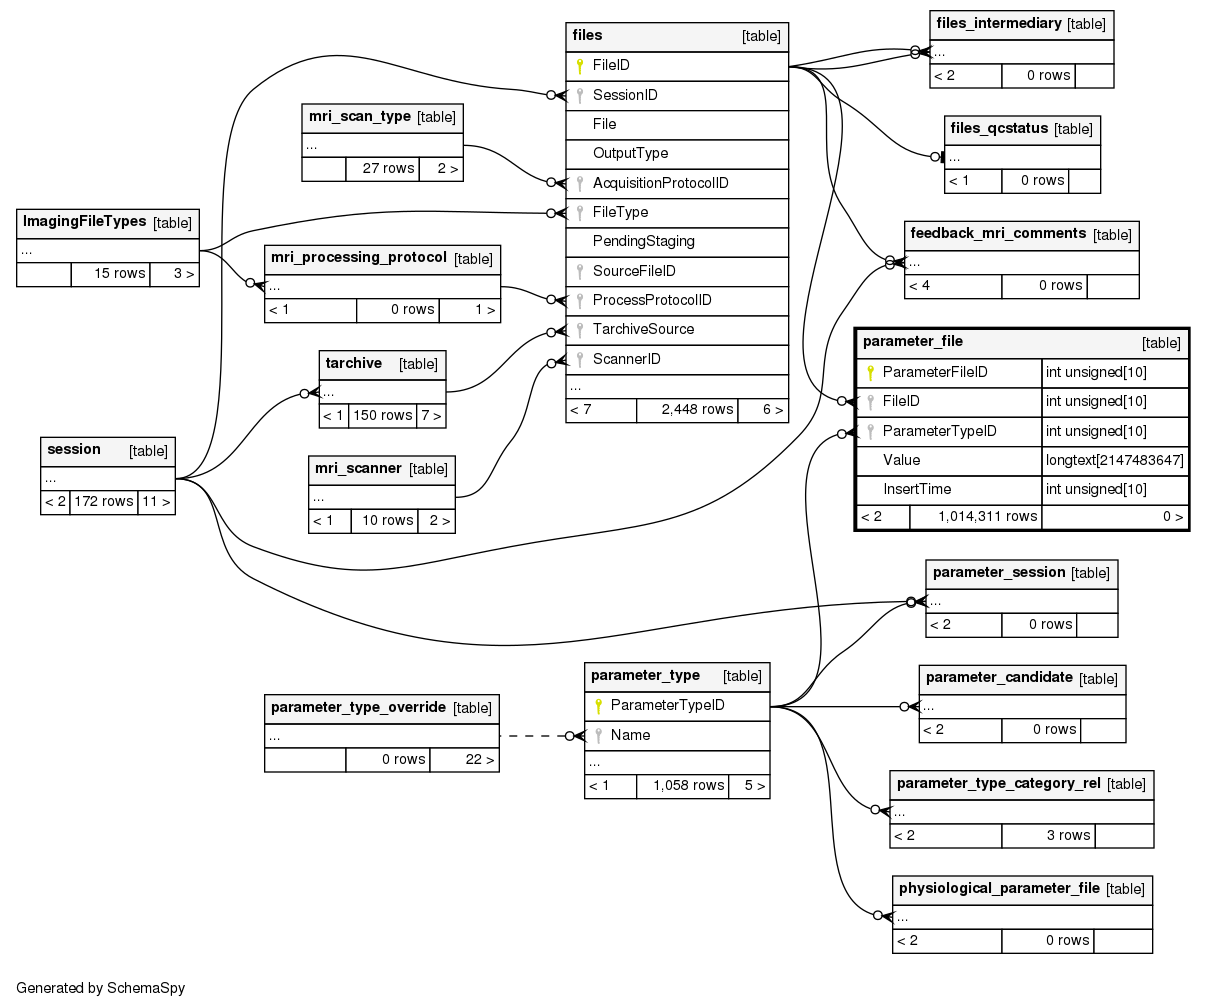 files [table]
FileID
SessionID
File
OutputType
AcquisitionProtocolID
FileType
PendingStaging
SourceFileID
ProcessProtocolID
TarchiveSource
ScannerID
...
< 7 2,448 rows 6 >
files_intermediary [table]
...
< 2 0 rows
files_qcstatus [table]
...
< 1 0 rows
feedback_mri_comments [table]
...
< 4 0 rows
mri_scan_type [table]
...
27 rows 2 >
ImagingFileTypes [table]
...
15 rows 3 >
mri_processing_protocol [table]
...
< 1 0 rows 1 >
tarchive [table]
...
< 1 150 rows 7 >
session [table]
...
< 2 172 rows 11 >
mri_scanner [table]
...
< 1 10 rows 2 >
parameter_file [table]
ParameterFileID int unsigned[10]
FileID int unsigned[10]
ParameterTypeID int unsigned[10]
Value longtext[2147483647]
InsertTime int unsigned[10]
< 2 1,014,311 rows 0 >
parameter_session [table]
...
< 2 0 rows
parameter_type [table]
ParameterTypeID
Name
...
< 1 1,058 rows 5 >
parameter_type_override [table]
...
0 rows 22 >
parameter_candidate [table]
...
< 2 0 rows
parameter_type_category_rel [table]
...
< 2 3 rows
physiological_parameter_file [table]
...
< 2 0 rows
Generated by SchemaSpy